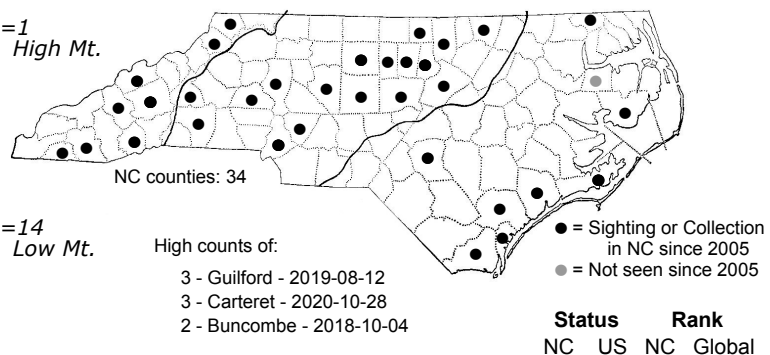 =1
High Mt.
NC counties: 34
=14
Low Mt.
High counts of:
3 - Guilford - 2019-08-12
3 - Carteret - 2020-10-28
2 - Buncombe - 2018-10-04
● = Sighting or Collection
in NC since 2005
● = Not seen since 2005
Status Rank
NC US NC Global